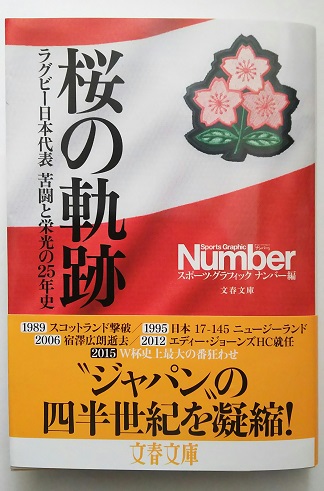 桜の軌跡
ラグビー日本代表 苦闘と栄光の25年史
Sports Graphic
Number
ナンバー
スポーツ・グラフィック ナンバー編
文春文庫
1989 スコットランド撃破／1995 日本 17-145 ニュージーランド
2006 宿澤広朗逝去／2012 エディー・ジョーンズHC就任
2015 W杯史上最大の番狂わせ
〝ジャパン〟の
四半世紀を凝縮!
文春文庫